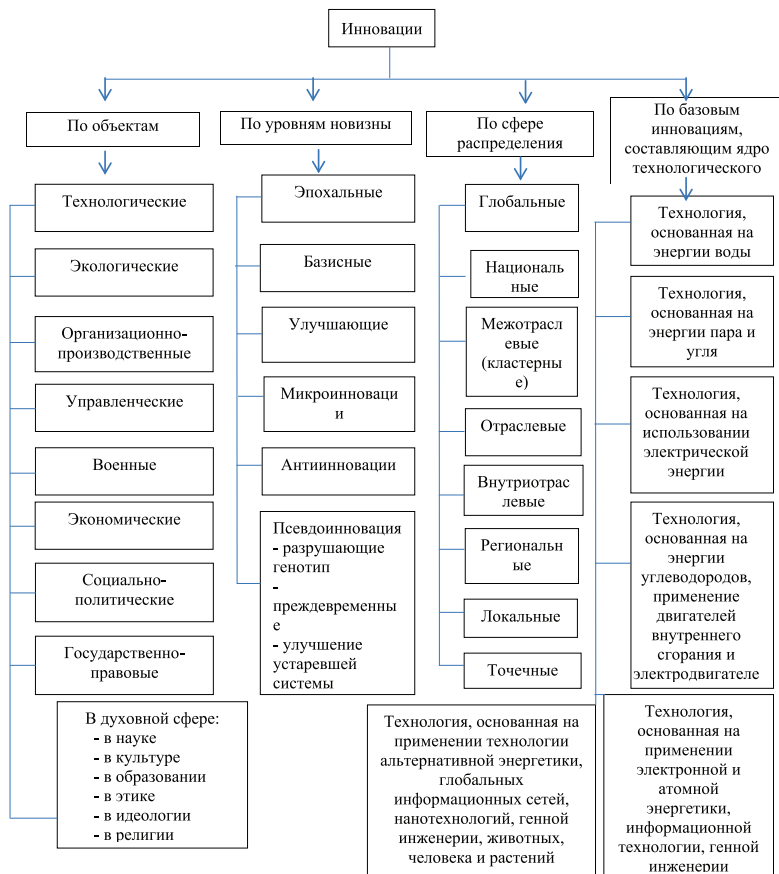 Инновации
По объектам
Технологические
Экологические
Организационно-
производственные
Управленческие
Военные
Экономические
Социально-
политические
Государственно-
правовые
В духовной сфере:
- в науке
- в культуре
- в образовании
- в этике
- в идеологии
- в религии
По уровням новизны
Эпохальные
Базисные
Улучшающие
Микроинноваци
и
Антиинновации
Псевдоинновация
- разрушающие
генотип
-
преждевременны
е
- улучшение
устаревшей
системы
По сфере
распределения
Глобальные
Националь
ные
Межотрасл
евые
(кластерны
е)
Отраслевые
Внутриотрас
левые
Региональн
ые
Локальные
Точечные
По базовым
инновациям,
составляющим ядро
технологического
Технология,
основанная на
энергии воды
Технология,
основанная на
энергии пара и
угля
Технология,
основанная на
использовании
электрической
энергии
Технология,
основанная на
энергии
углеводородов,
применение
двигателей
внутреннего
сгорания и
электродвигателе
Технология,
основанная на
применении
электронной и
атомной
энергетики,
информационной
технологии, генной
инженерии
Технология, основанная на
применении технологии
альтернативной энергетики,
глобальных
информационных сетей,
нанотехнологий, генной
инженерии, животных,
человека и растений